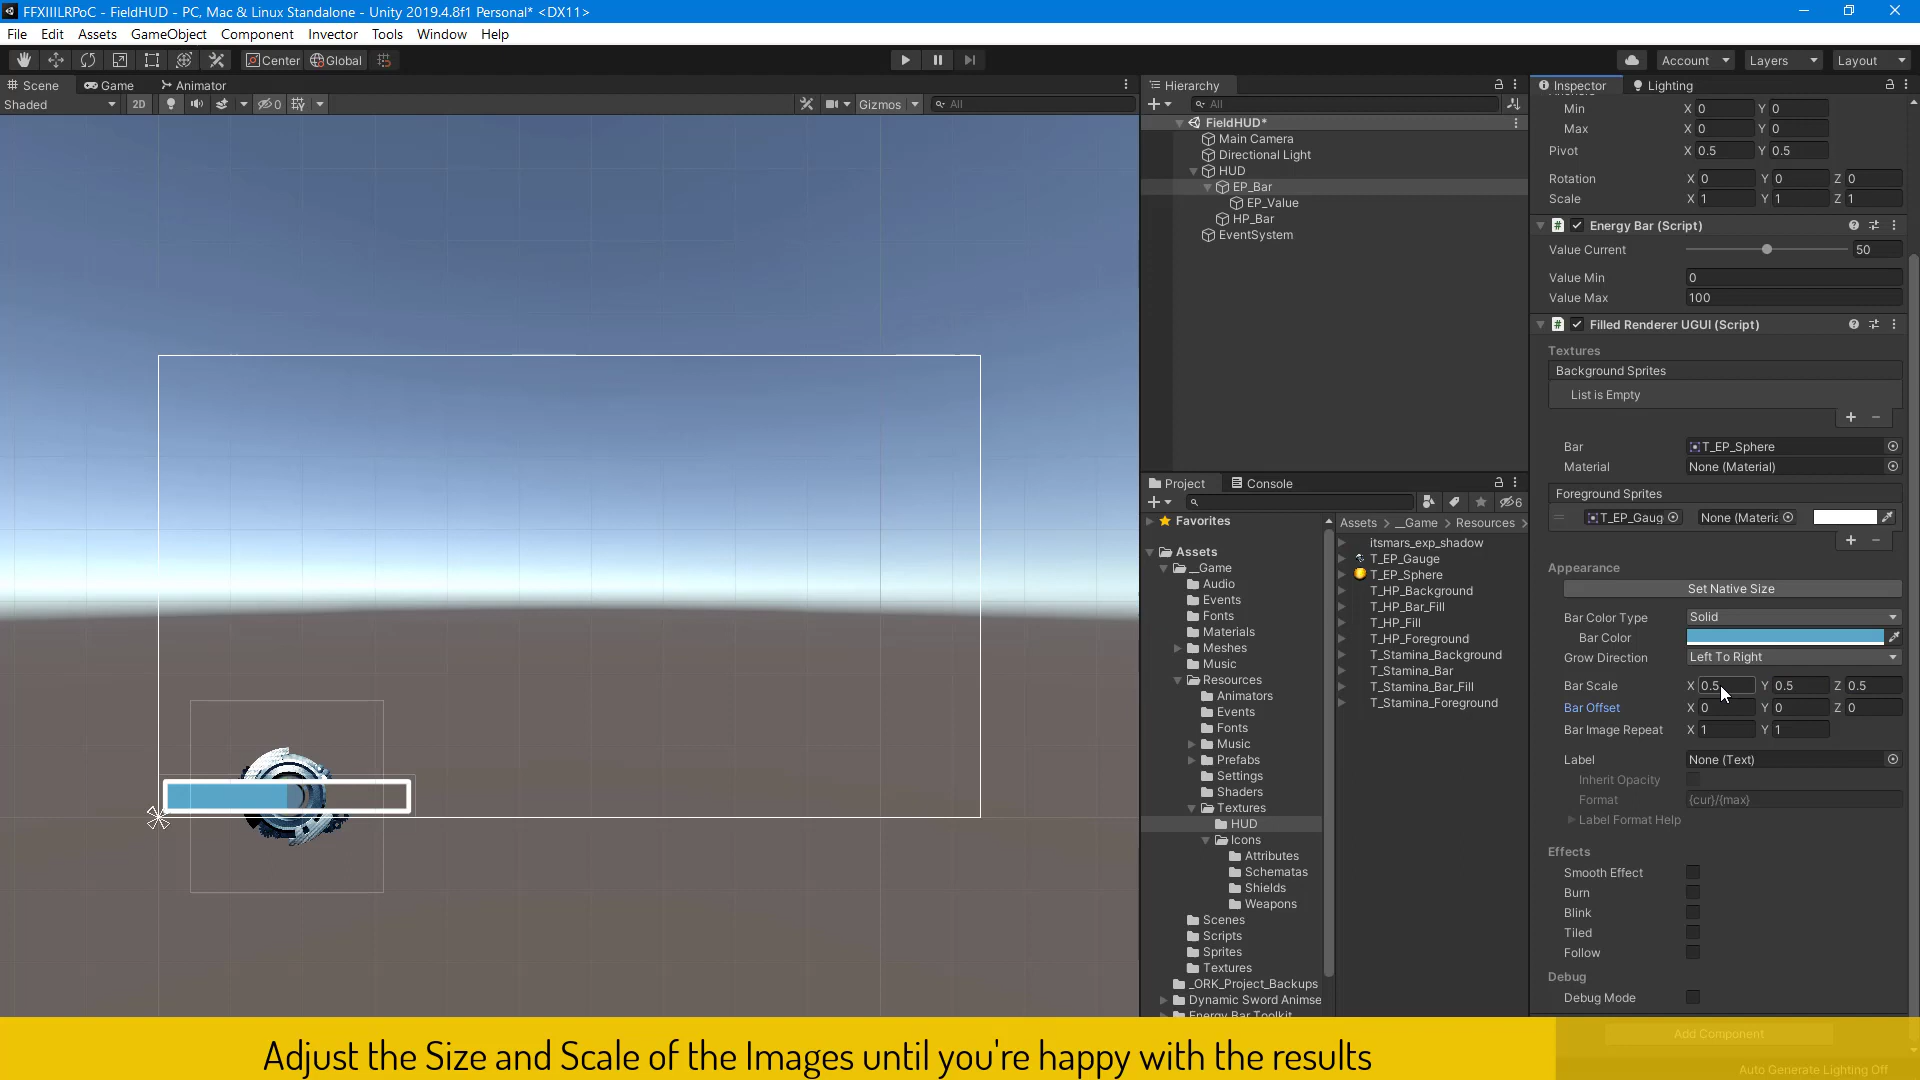 FFXIIILRPoC - FieldHUD - PC, Mac & Linux Standalone - Unity 2019.4.8f1 Personal* <DX11>
File Edit Assets GameObject Component Invector Tools Window Help
Center Global Account Layers Layout
Scene Game Animator
Shaded 2D 0 Gizmos All
Hierarchy
All
FieldHUD*
Main Camera
Directional Light
HUD
EP_Bar
EP_Value
HP_Bar
EventSystem
Project Console
6
Favorites
Assets
__Game
Audio
Events
Fonts
Materials
Meshes
Music
Resources
Animators
Events
Fonts
Music
Prefabs
Settings
Shaders
Textures
HUD
Icons
Attributes
Schematas
Shields
Weapons
Scenes
Scripts
Sprites
Textures
_ORK_Project_Backups
Dynamic Sword Animse
Energy Bar Toolkit
Assets > __Game > Resources >
itsmars_exp_shadow
T_EP_Gauge
T_EP_Sphere
T_HP_Background
T_HP_Bar_Fill
T_HP_Fill
T_HP_Foreground
T_Stamina_Background
T_Stamina_Bar
T_Stamina_Bar_Fill
T_Stamina_Foreground
Inspector Lighting
Min X 0 Y 0
Max X 0 Y 0
Pivot X 0.5 Y 0.5
Rotation X 0 Y 0 Z 0
Scale X 1 Y 1 Z 1
Energy Bar (Script)
Value Current 50
Value Min 0
Value Max 100
Filled Renderer UGUI (Script)
Textures
Background Sprites
List is Empty
+ −
Bar T_EP_Sphere
Material None (Material)
Foreground Sprites
T_EP_Gaug None (Materia
+ −
Appearance
Set Native Size
Bar Color Type Solid
Bar Color
Grow Direction Left To Right
Bar Scale X 0.5 Y 0.5 Z 0.5
Bar Offset X 0 Y 0 Z 0
Bar Image Repeat X 1 Y 1
Label None (Text)
Inherit Opacity
Format {cur}/{max}
Label Format Help
Effects
Smooth Effect
Burn
Blink
Tiled
Follow
Debug
Debug Mode
Add Component
Auto Generate Lighting Off
Adjust the Size and Scale of the Images until you're happy with the results